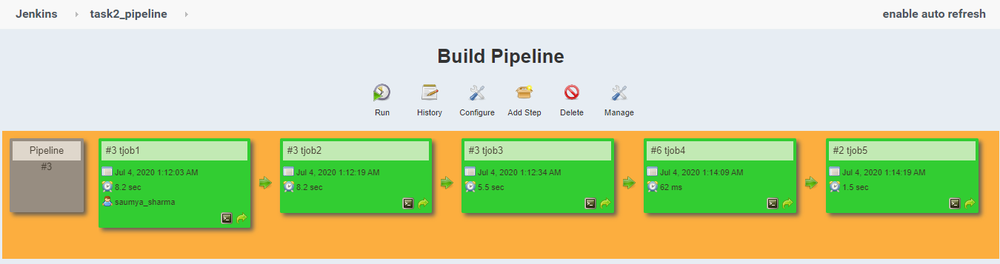 Jenkins task2_pipeline enable auto refresh
Build Pipeline
Run History Configure Add Step Delete Manage
Pipeline
#3
#3 tjob1
Jul 4, 2020 1:12:03 AM
8.2 sec
saumya_sharma
#3 tjob2
Jul 4, 2020 1:12:19 AM
8.2 sec
#3 tjob3
Jul 4, 2020 1:12:34 AM
5.5 sec
#6 tjob4
Jul 4, 2020 1:14:09 AM
62 ms
#2 tjob5
Jul 4, 2020 1:14:19 AM
1.5 sec